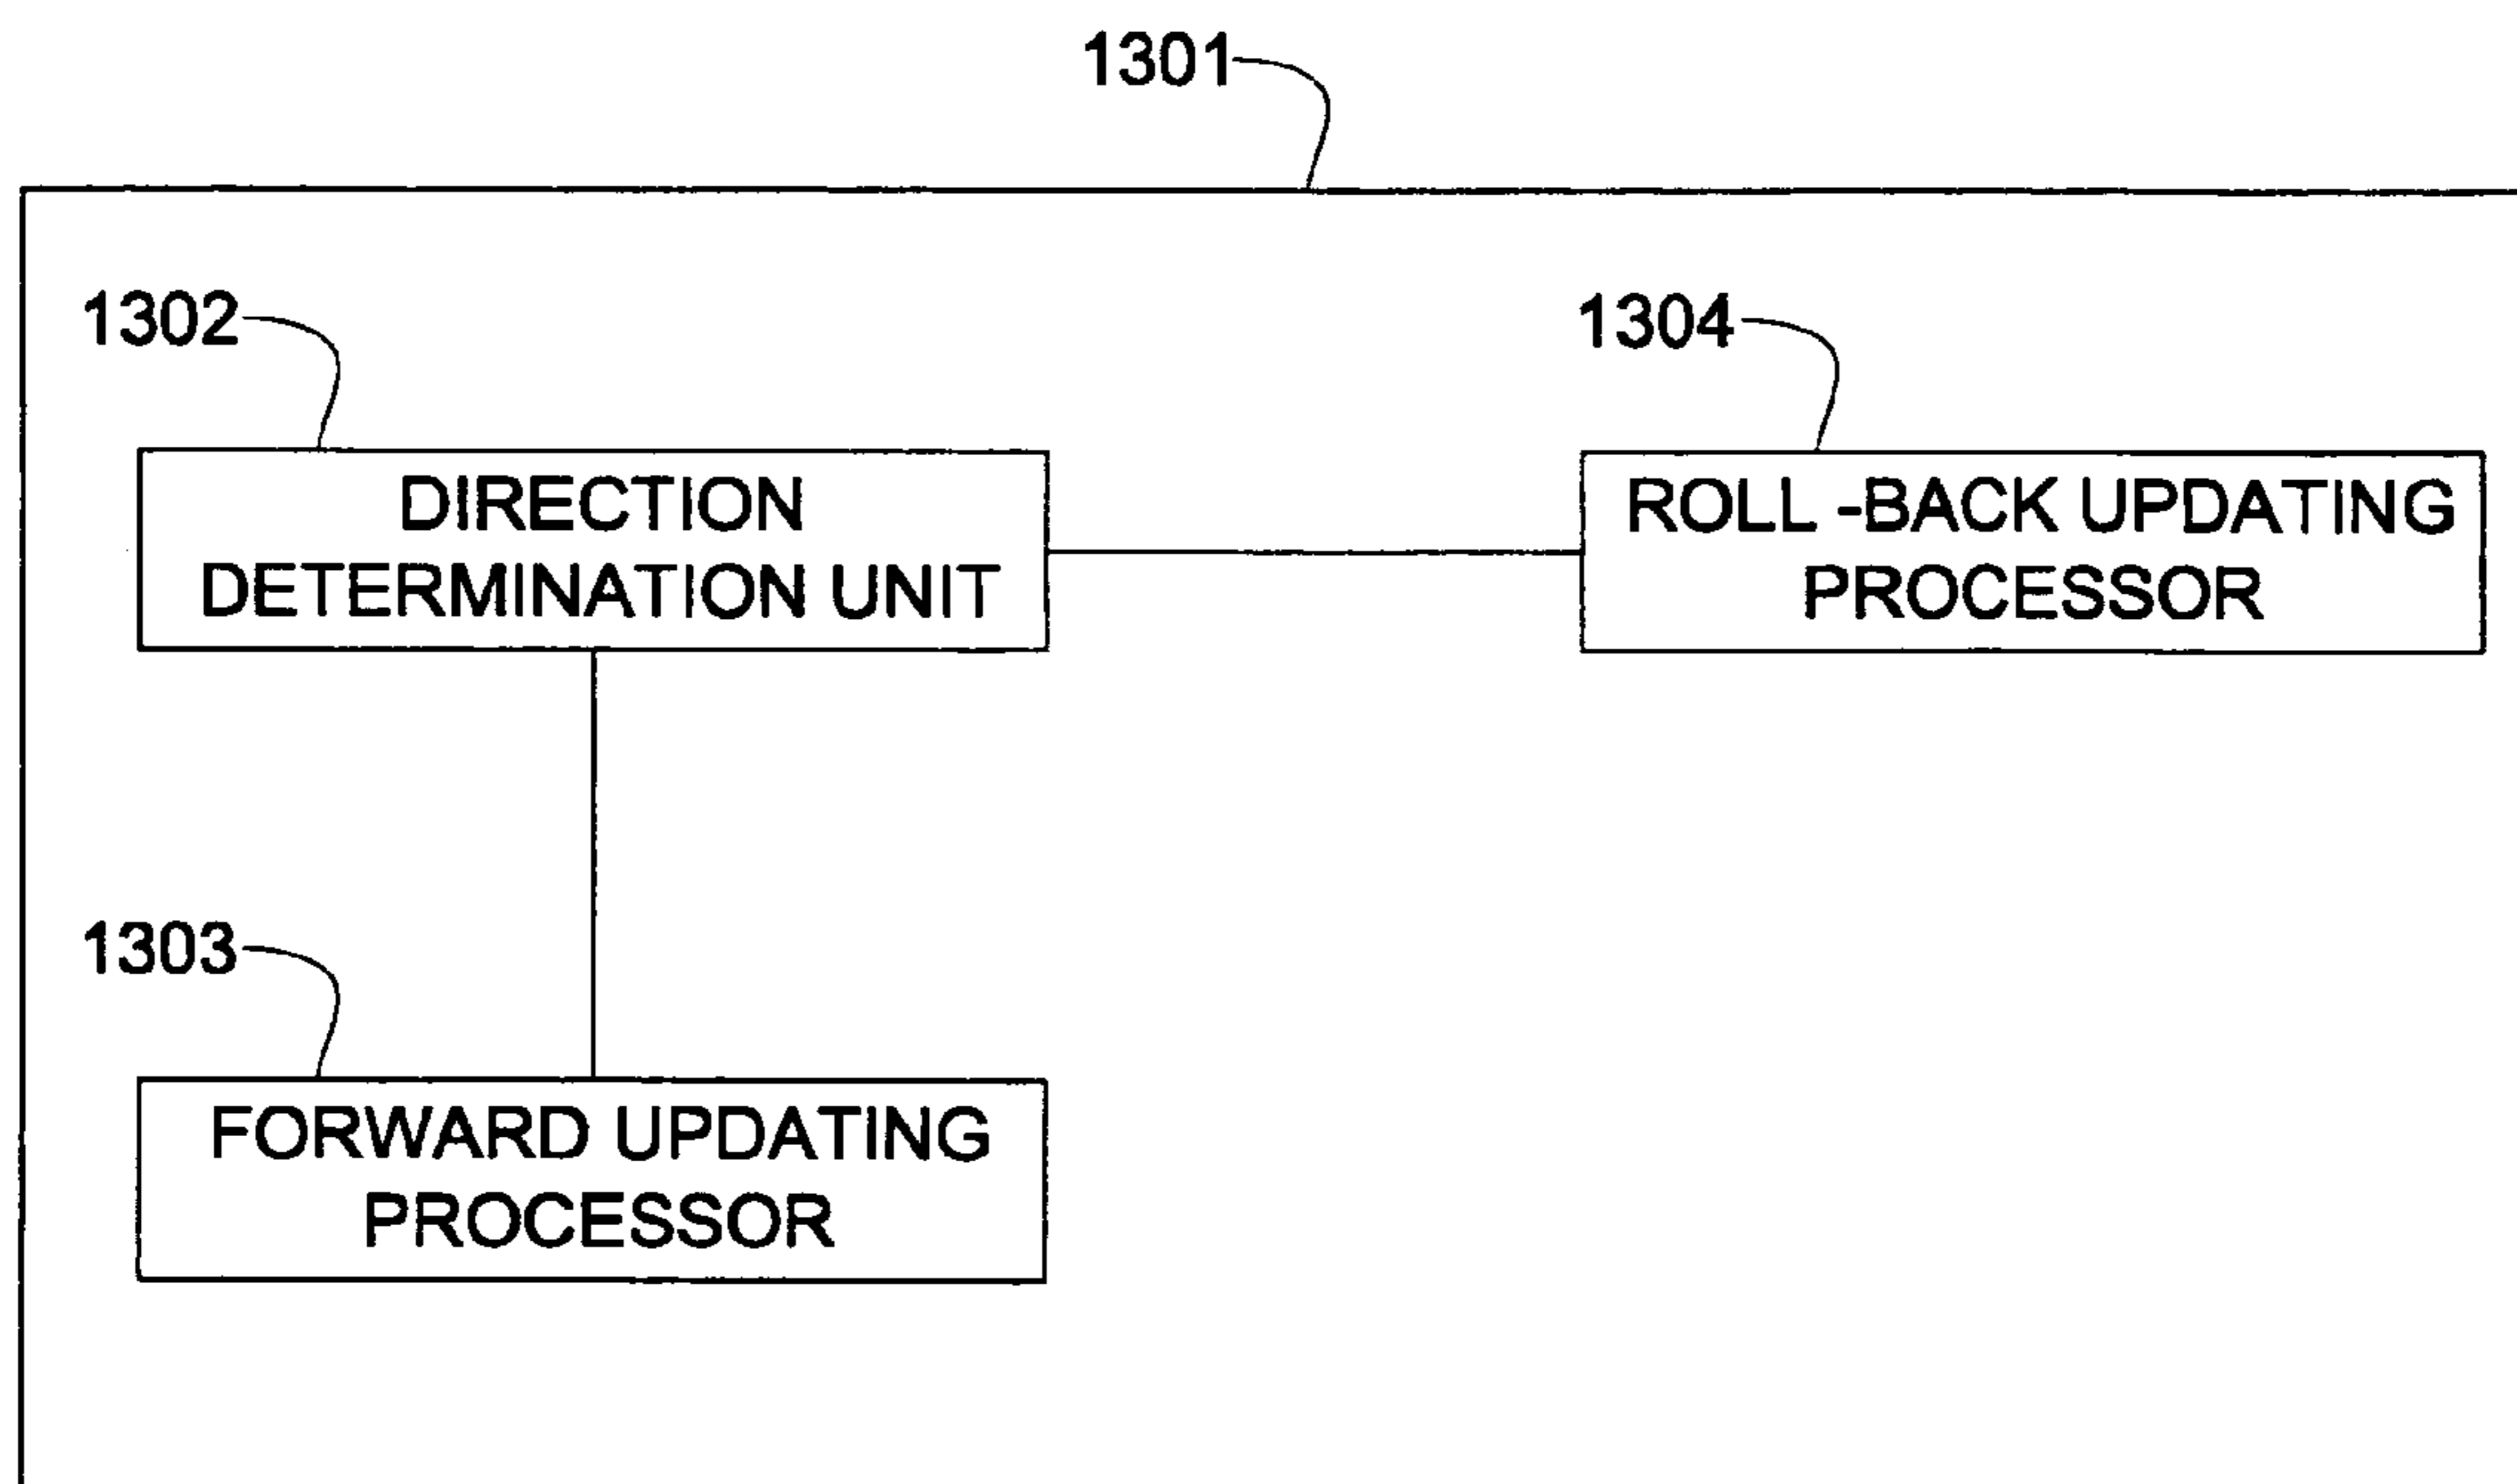 1301
1302
1304
DIRECTION
DETERMINATION UNIT
ROLL -BACK UPDATING
PROCESSOR
1303
FORWARD UPDATING
PROCESSOR